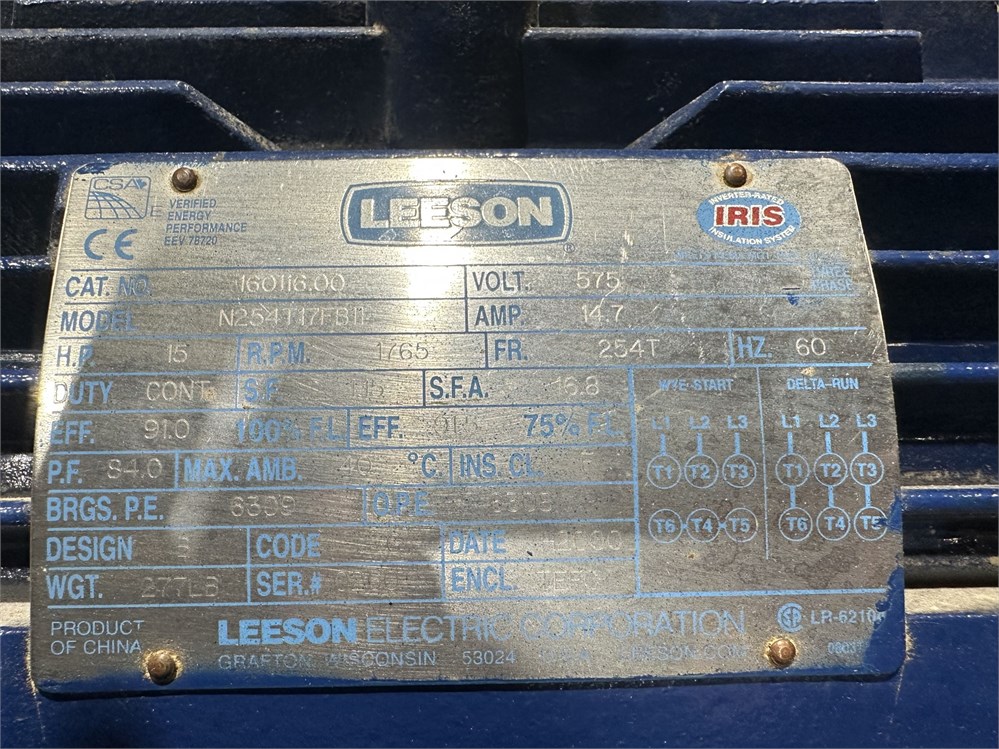 CSA
E
VERIFIED
ENERGY
PERFORMANCE
EEV 78720
CE
LEESON
®
INVERTER-RATED
IRIS
INSULATION SYSTEM
CAT. NO. 160116.00 VOLT. 575
PHASE
MODEL N254T17FB11 AMP. 14.7
H.P. 15 R.P.M. 1765 FR. 254T HZ. 60
DUTY CONT S.F. S.F.A. 16.8
EFF. 91.0 100% F.L. EFF. 75% F.L.
P.F. 84.0 MAX. AMB. 40 °C INS. CL.
BRGS. P.E. 6309 O.P.E.
DESIGN CODE DATE
WGT. 277LB SER.# ENCL.
WYE-START DELTA-RUN
L1 L2 L3 L1 L2 L3
T1 T2 T3 T1 T2 T3
T6 T4 T5 T6 T4 T5
PRODUCT
OF CHINA
LEESON ELECTRIC CORPORATION
GRAFTON, WISCONSIN 53024 LEESON.COM